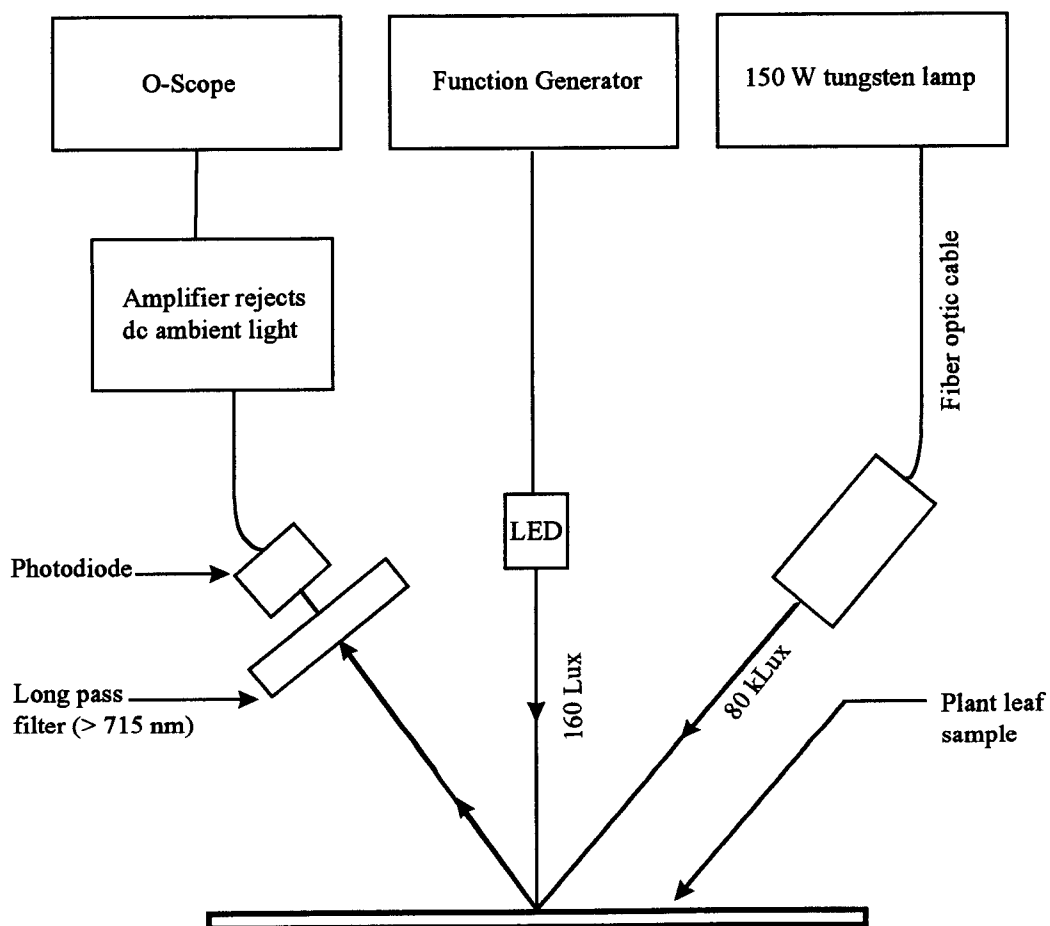 O-Scope
Function Generator
150 W tungsten lamp
Amplifier rejects
dc ambient light
Fiber optic cable
LED
Photodiode
Long pass
filter (> 715 nm)
160 Lux
80 kLux
Plant leaf
sample